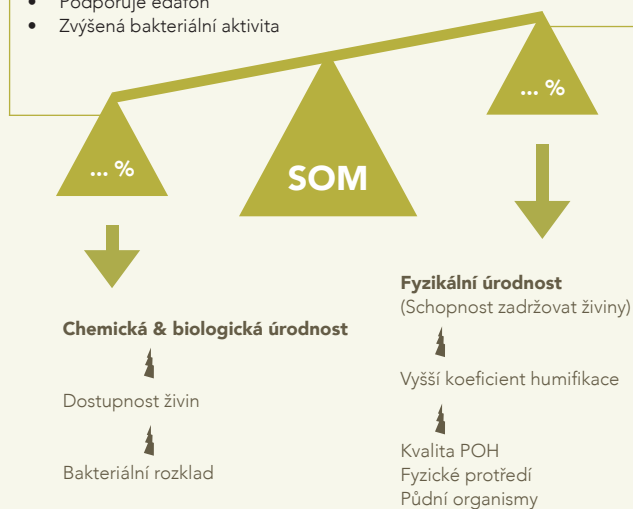 • Podporuje edafon
• Zvýšená bakteriální aktivita
... %
... %
SOM
Chemická & biologická úrodnost
Dostupnost živin
Bakteriální rozklad
Fyzikální úrodnost
(Schopnost zadržovat živiny)
Vyšší koeficient humifikace
Kvalita POH
Fyzické protředí
Půdní organismy